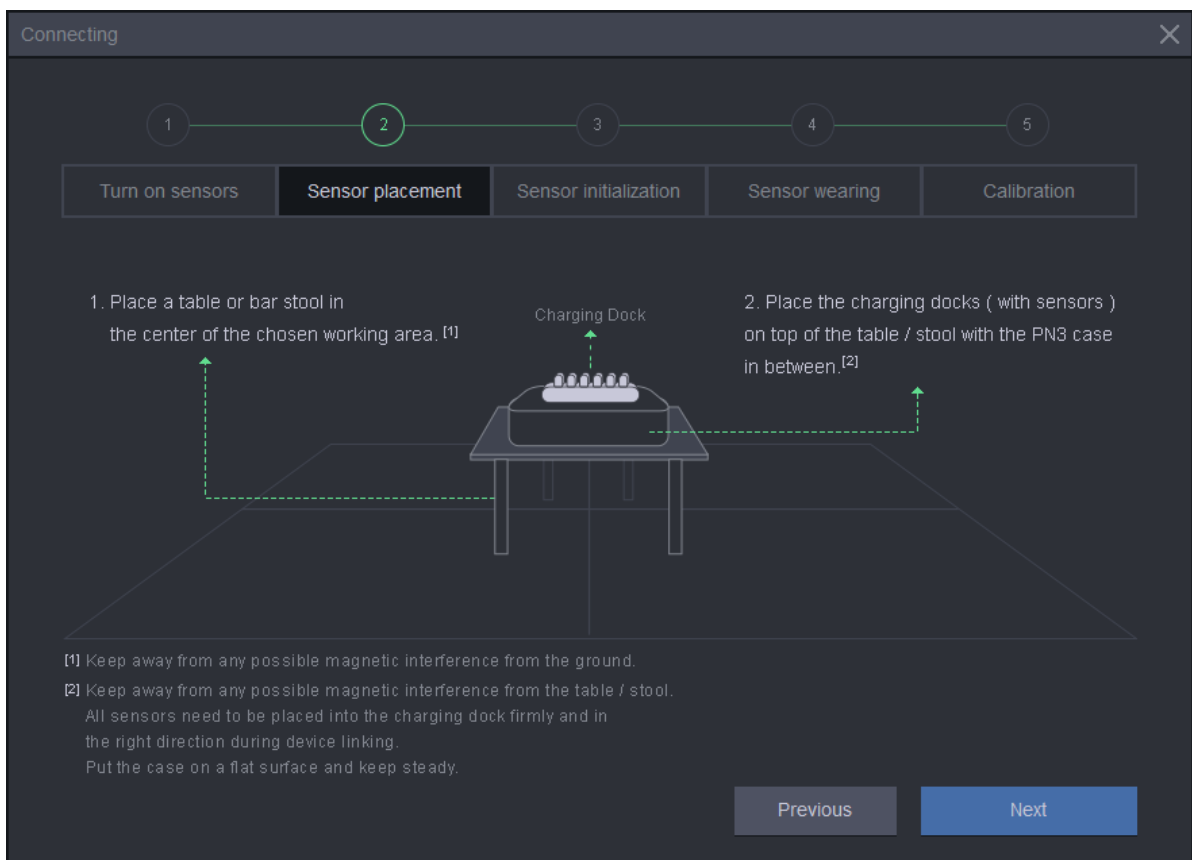 Connecting
1 2 3 4 5
Turn on sensors Sensor placement Sensor initialization Sensor wearing Calibration
1. Place a table or bar stool in
the center of the chosen working area. [1]
Charging Dock
2. Place the charging docks ( with sensors )
on top of the table / stool with the PN3 case
in between.[2]
[1] Keep away from any possible magnetic interference from the ground.
[2] Keep away from any possible magnetic interference from the table / stool.
All sensors need to be placed into the charging dock firmly and in
the right direction during device linking.
Put the case on a flat surface and keep steady.
Previous Next